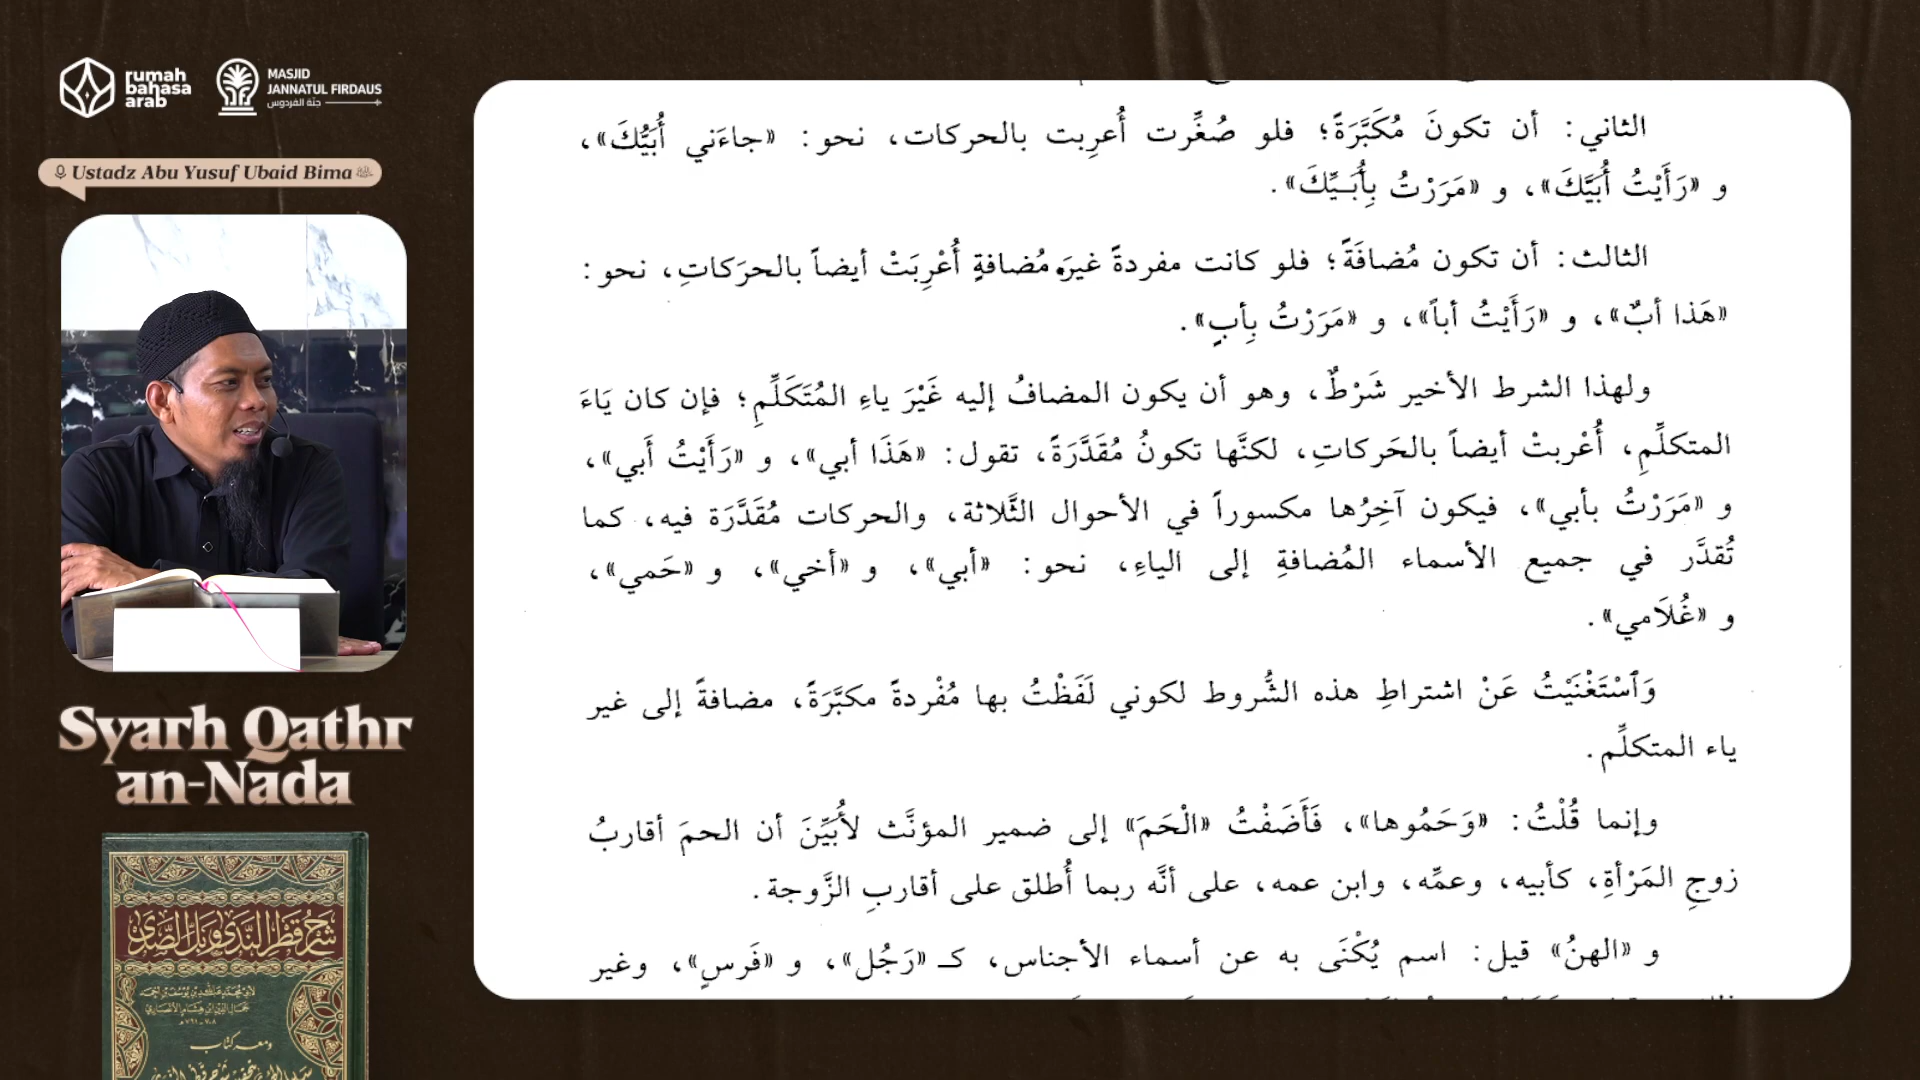 rumah
bahasa
arab
MASJID
JANNATUL FIRDAUS
جنّة الفردوس
Ustadz Abu Yusuf Ubaid Bima
Syarh Qathr
an-Nada
شرح قطر الندى وبل الصدى
ومعه كتاب
الثاني: أن تكونَ مُكَبَّرَةً؛ فلو صُغِّرت أُعرِبت بالحركات، نحو: «جاءَني أُبَيُّكَ»،
و «رَأَيْتُ أُبَيَّكَ»، و «مَرَرْتُ بِأُبَيِّكَ».
الثالث: أن تكون مُضافَةً؛ فلو كانت مفردةً غيرَ مُضافةٍ أُعْرِبَتْ أيضاً بالحرَكاتِ، نحو:
«هَذا أبٌ»، و «رَأَيْتُ أباً»، و «مَرَرْتُ بِأبٍ».
ولهذا الشرط الأخير شَرْطٌ، وهو أن يكون المضافُ إليه غَيْرَ ياءِ المُتَكَلِّمِ؛ فإن كان يَاءَ
المتكلِّمِ، أُعْربتْ أيضاً بالحَركاتِ، لكنَّها تكونُ مُقَدَّرَةً، تقول: «هَذَا أبي»، و «رَأَيْتُ أَبي»،
و «مَرَرْتُ بأبي»، فيكون آخِرُها مكسوراً في الأحوال الثَّلاثة، والحركات مُقَدَّرَة فيه، كما
تُقدَّر في جميع الأسماء المُضافةِ إلى الياءِ، نحو: «أبي»، و «أخي»، و «حَمي»،
و «غُلَامي».
وَٱسْتَغْنَيْتُ عَنْ اشتراطِ هذه الشُّروط لكوني لَفَظْتُ بها مُفْردةً مكبَّرَةً، مضافةً إلى غير
ياء المتكلِّم.
وإنما قُلْتُ: «وَحَمُوها»، فَأَضَفْتُ «الْحَمَ» إلى ضمير المؤنَّث لأُبَيِّنَ أن الحمَ أقاربُ
زوجِ المَرْأةِ، كأبيه، وعمِّه، وابن عمه، على أنَّه ربما أُطلق على أقاربِ الزَّوجة.
و «الهنُ» قيل: اسم يُكْنَى به عن أسماء الأجناس، كـ «رَجُل»، و «فَرسٍ»، وغير